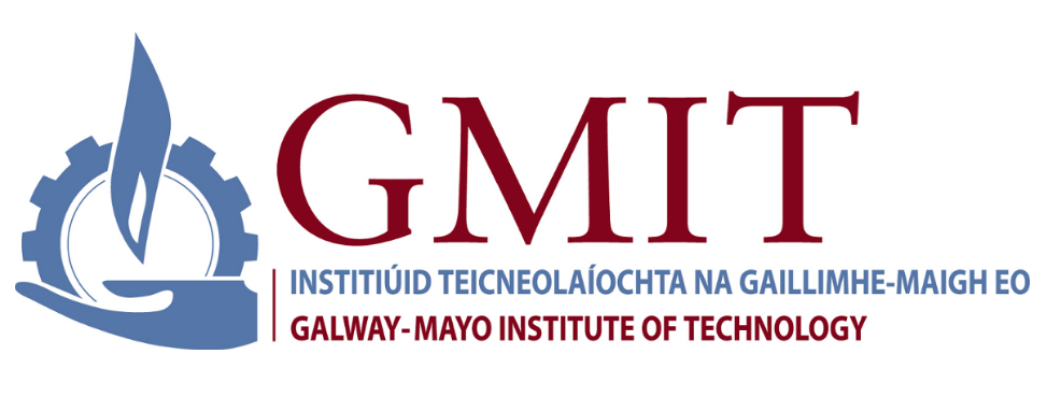 GMIT
INSTITIÚID TEICNEOLAÍOCHTA NA GAILLIMHE-MAIGH EO
GALWAY-MAYO INSTITUTE OF TECHNOLOGY